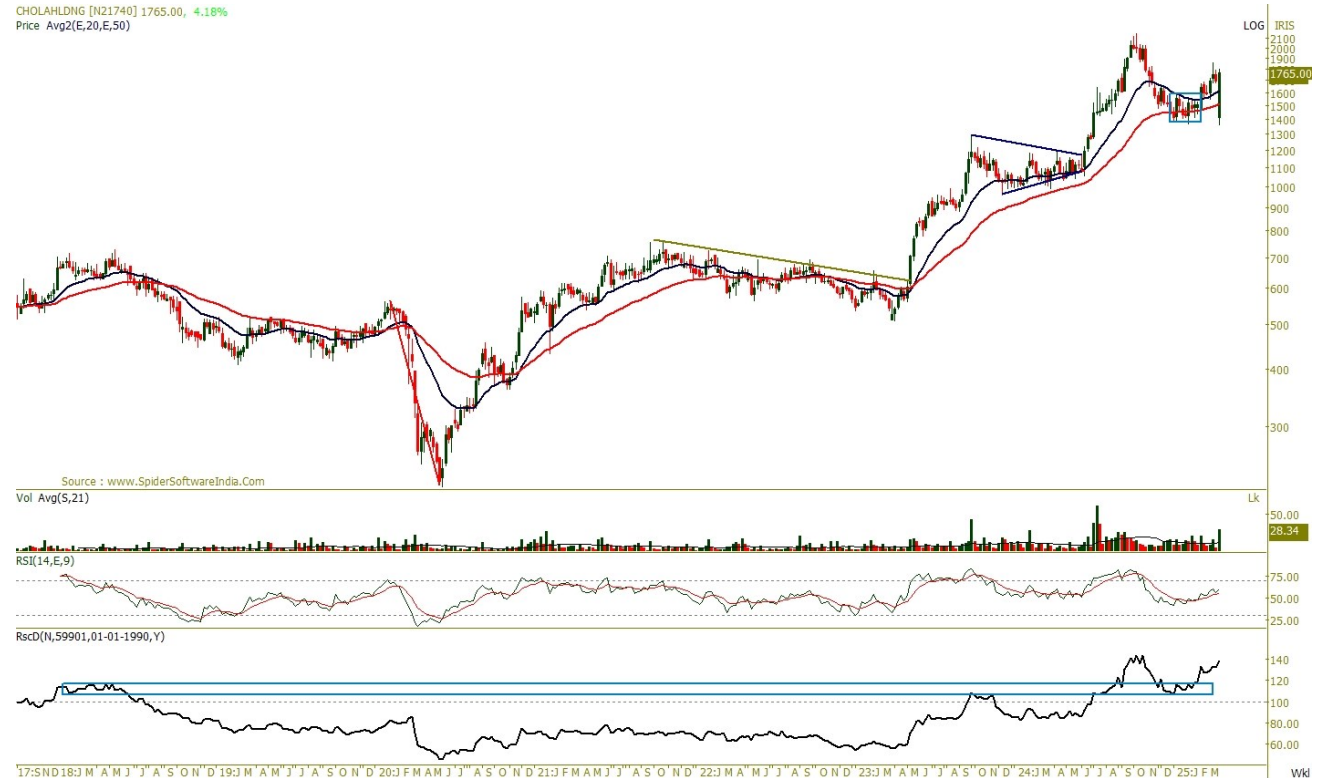 CHOLAHLDNG [N21740] 1765.00, 4.18%
Price Avg2(E,20,E,50)
LOG IRIS
2100
2000
1900
1765.00
1600
1500
1400
1300
1200
1100
1000
900
800
700
600
500
400
300
Source : www.SpiderSoftwareIndia.Com
Vol Avg(S,21)
Lk
50.00
28.34
RSI(14,E,9)
75.00
50.00
25.00
RscD(N,59901,01-01-1990,Y)
140
120
100
80.00
60.00
17:S N D 18:J M A M J J A S O N D 19:J M A M J J A S O N D 20:J F M A M J J A S O N D 21:J F M A M J J A S O N D 22:J M A M J J A S O N D 23:J M A M J J A S O N D 24:J M A M J J A S O N D 25:J F M
Wkl